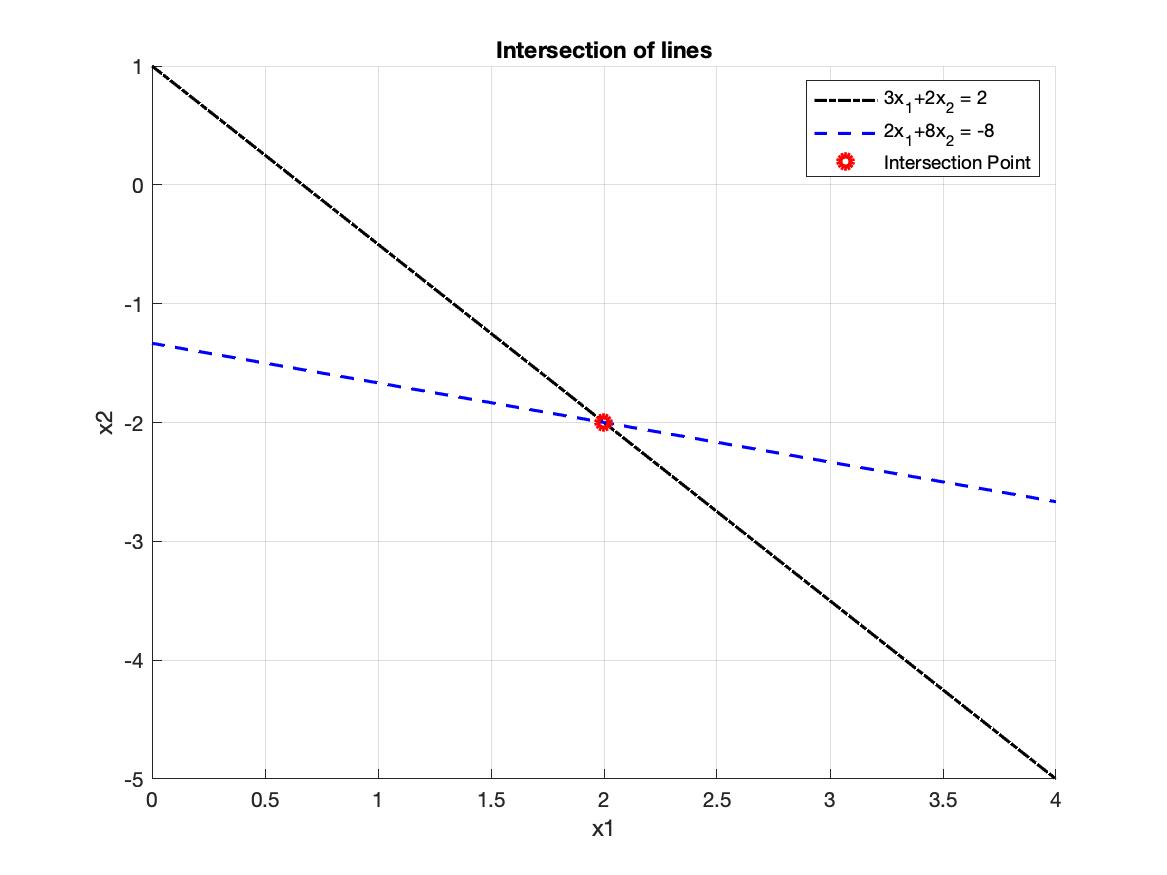 Intersection of lines
3x₁+2x₂ = 2
2x₁+8x₂ = -8
Intersection Point
1
0
-1
-2
-3
-4
-5
x2
0
0.5
1
1.5
2
2.5
3
3.5
4
x1